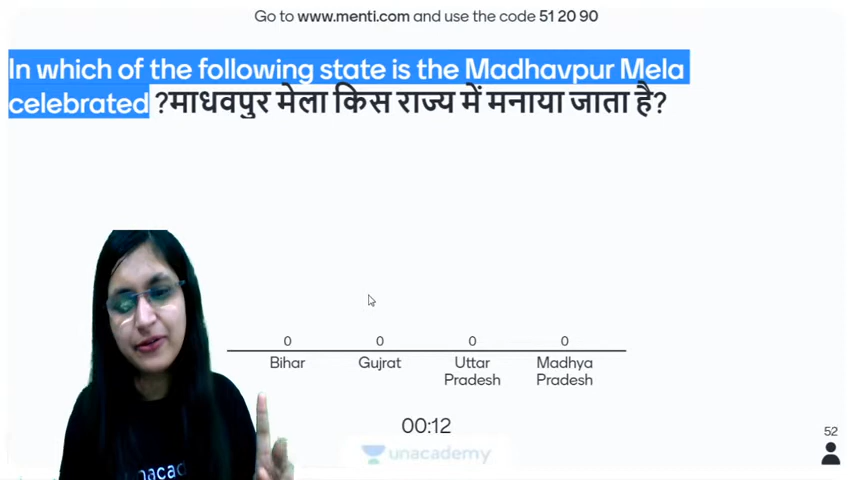 Go to www.menti.com and use the code 51 20 90
In which of the following state is the Madhavpur Mela
celebrated ?माधवपुर मेला किस राज्य में मनाया जाता है?
0 0 0 0
Bihar Gujrat Uttar Pradesh Madhya Pradesh
00:12
52
unacademy
unacad